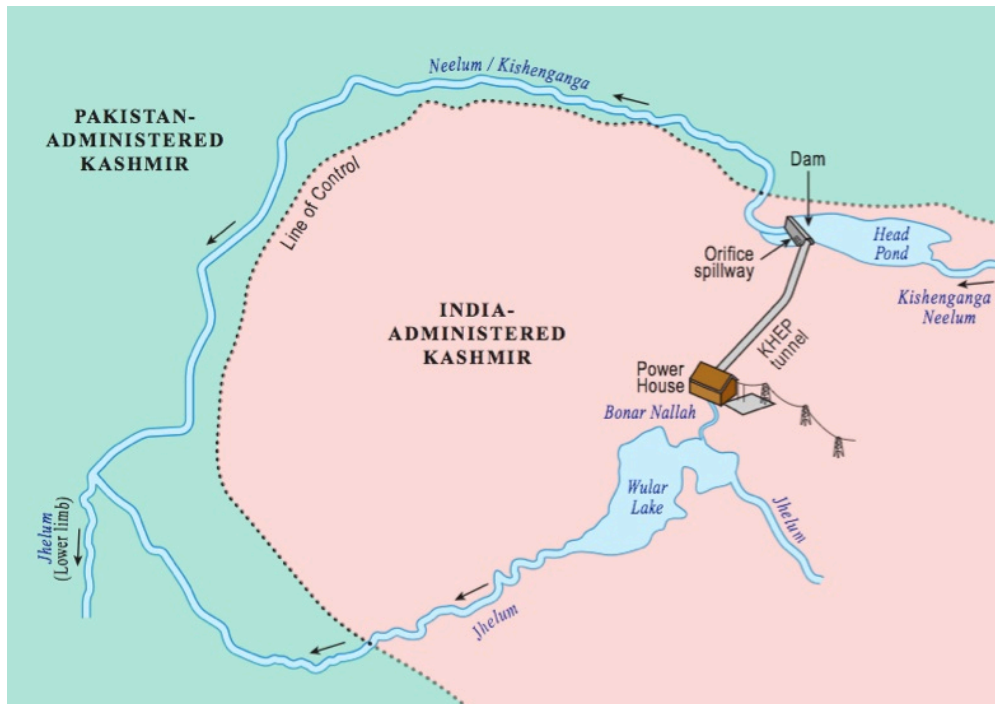 Neelum / Kishenganga
PAKISTAN-
ADMINISTERED
KASHMIR
Line of Control
Dam
Orifice
spillway
Head
Pond
Kishenganga
Neelum
INDIA-
ADMINISTERED
KASHMIR
KHEP
tunnel
Power
House
Bonar Nallah
Wular
Lake
Jhelum
Jhelum
(Lower limb)
Jhelum